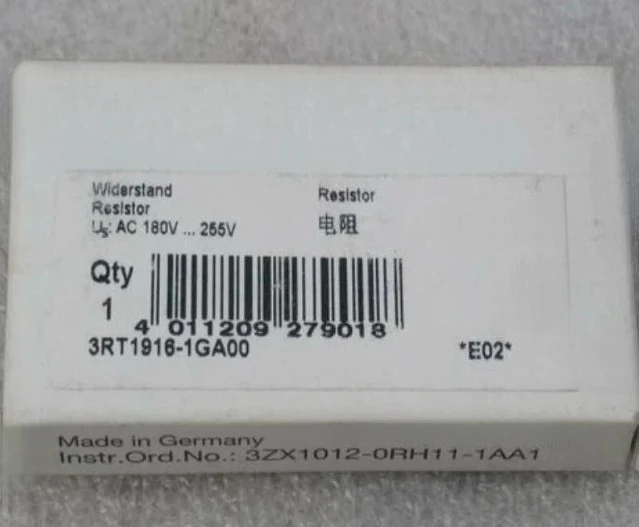 Widerstand
Resistor
Us: AC 180V ... 255V
Resistor
电阻
Qty
1
4 011209 279018
3RT1916-1GA00
*E02*
Made in Germany
Instr.Ord.No.: 3ZX1012-0RH11-1AA1